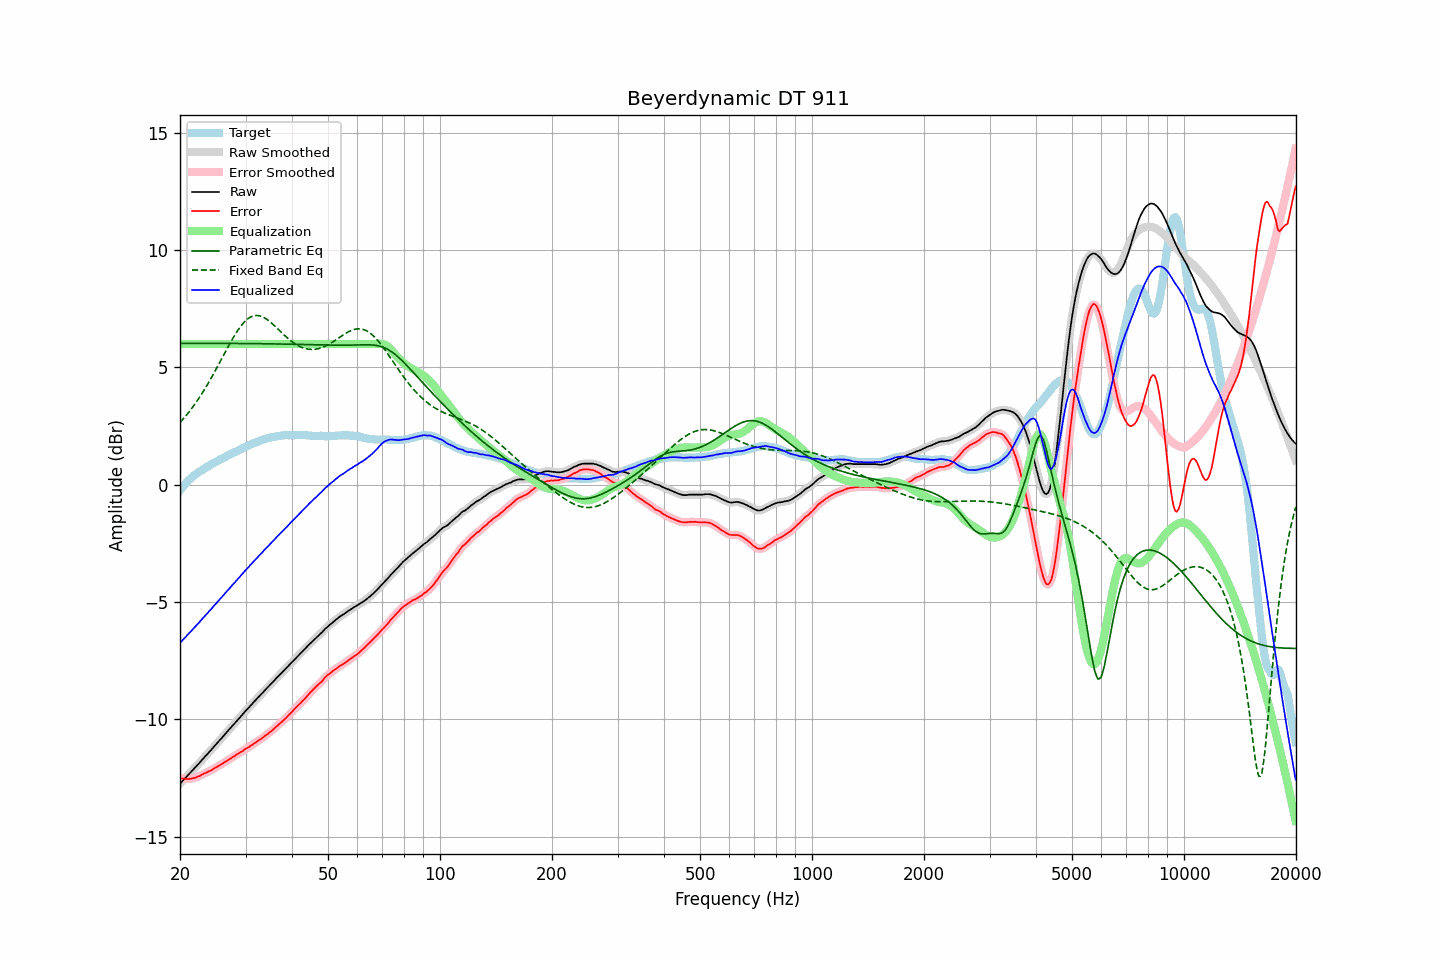 Beyerdynamic DT 911
Target
Raw Smoothed
Error Smoothed
Raw
Error
Equalization
Parametric Eq
Fixed Band Eq
Equalized
Amplitude (dBr)
15
10
5
0
−5
−10
−15
20
50
100
200
500
1000
2000
5000
10000
20000
Frequency (Hz)